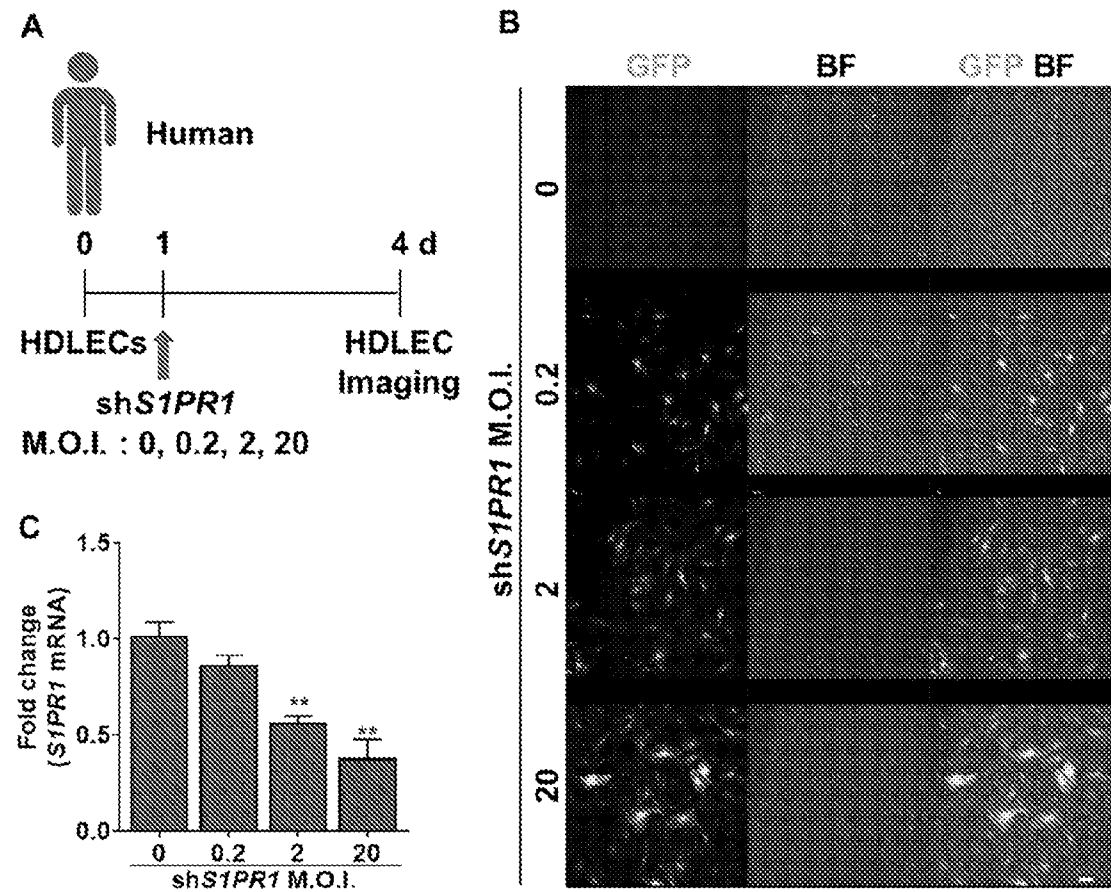 A
Human
0 1 4 d
HDLECs
shS1PR1
M.O.I. : 0, 0.2, 2, 20
HDLEC
Imaging
B
GFP BF GFP BF
shS1PR1 M.O.I.
0
0.2
2
20
C
Fold change
(S1PR1 mRNA)
1.5
1.0
0.5
0.0
**
**
0 0.2 2 20
shS1PR1 M.O.I.